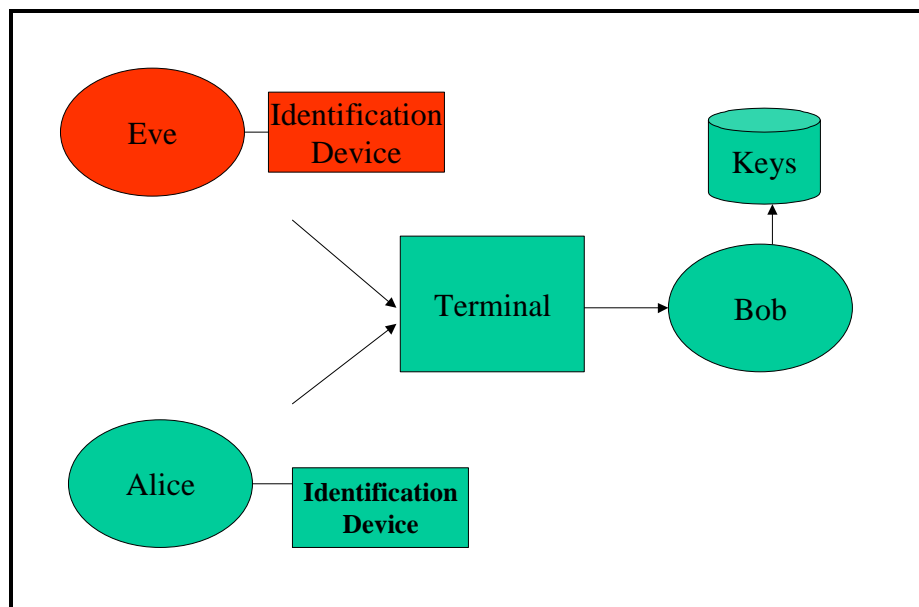 Eve
Identification
Device
Keys
Terminal
Bob
Alice
Identification
Device